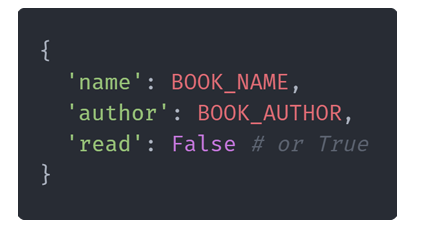 {
'name': BOOK_NAME,
'author': BOOK_AUTHOR,
'read': False # or True
}